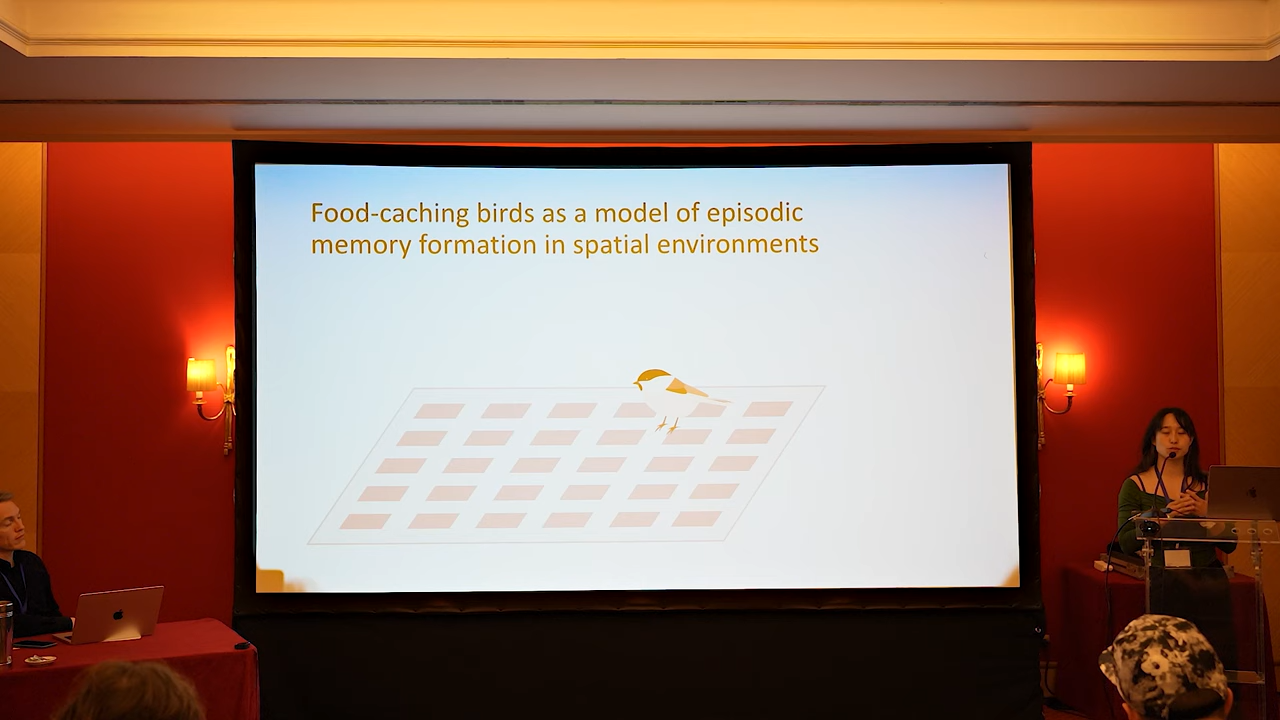 Food-caching birds as a model of episodic
memory formation in spatial environments